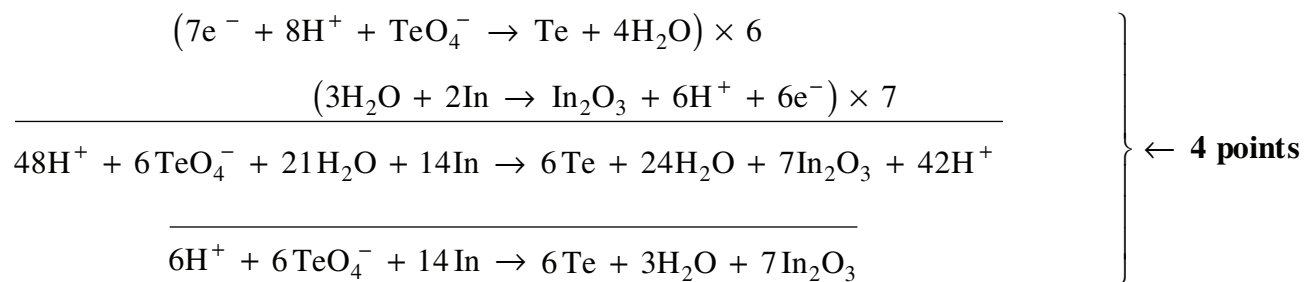 (7e⁻ + 8H⁺ + TeO₄⁻ → Te + 4H₂O) × 6
(3H₂O + 2In → In₂O₃ + 6H⁺ + 6e⁻) × 7
48H⁺ + 6TeO₄⁻ + 21H₂O + 14In → 6Te + 24H₂O + 7In₂O₃ + 42H⁺
← 4 points
6H⁺ + 6TeO₄⁻ + 14In → 6Te + 3H₂O + 7In₂O₃